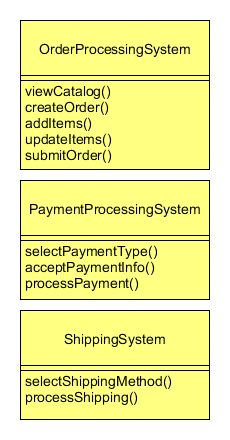 OrderProcessingSystem
viewCatalog()
createOrder()
addItems()
updateItems()
submitOrder()
PaymentProcessingSystem
selectPaymentType()
acceptPaymentInfo()
processPayment()
ShippingSystem
selectShippingMethod()
processShipping()